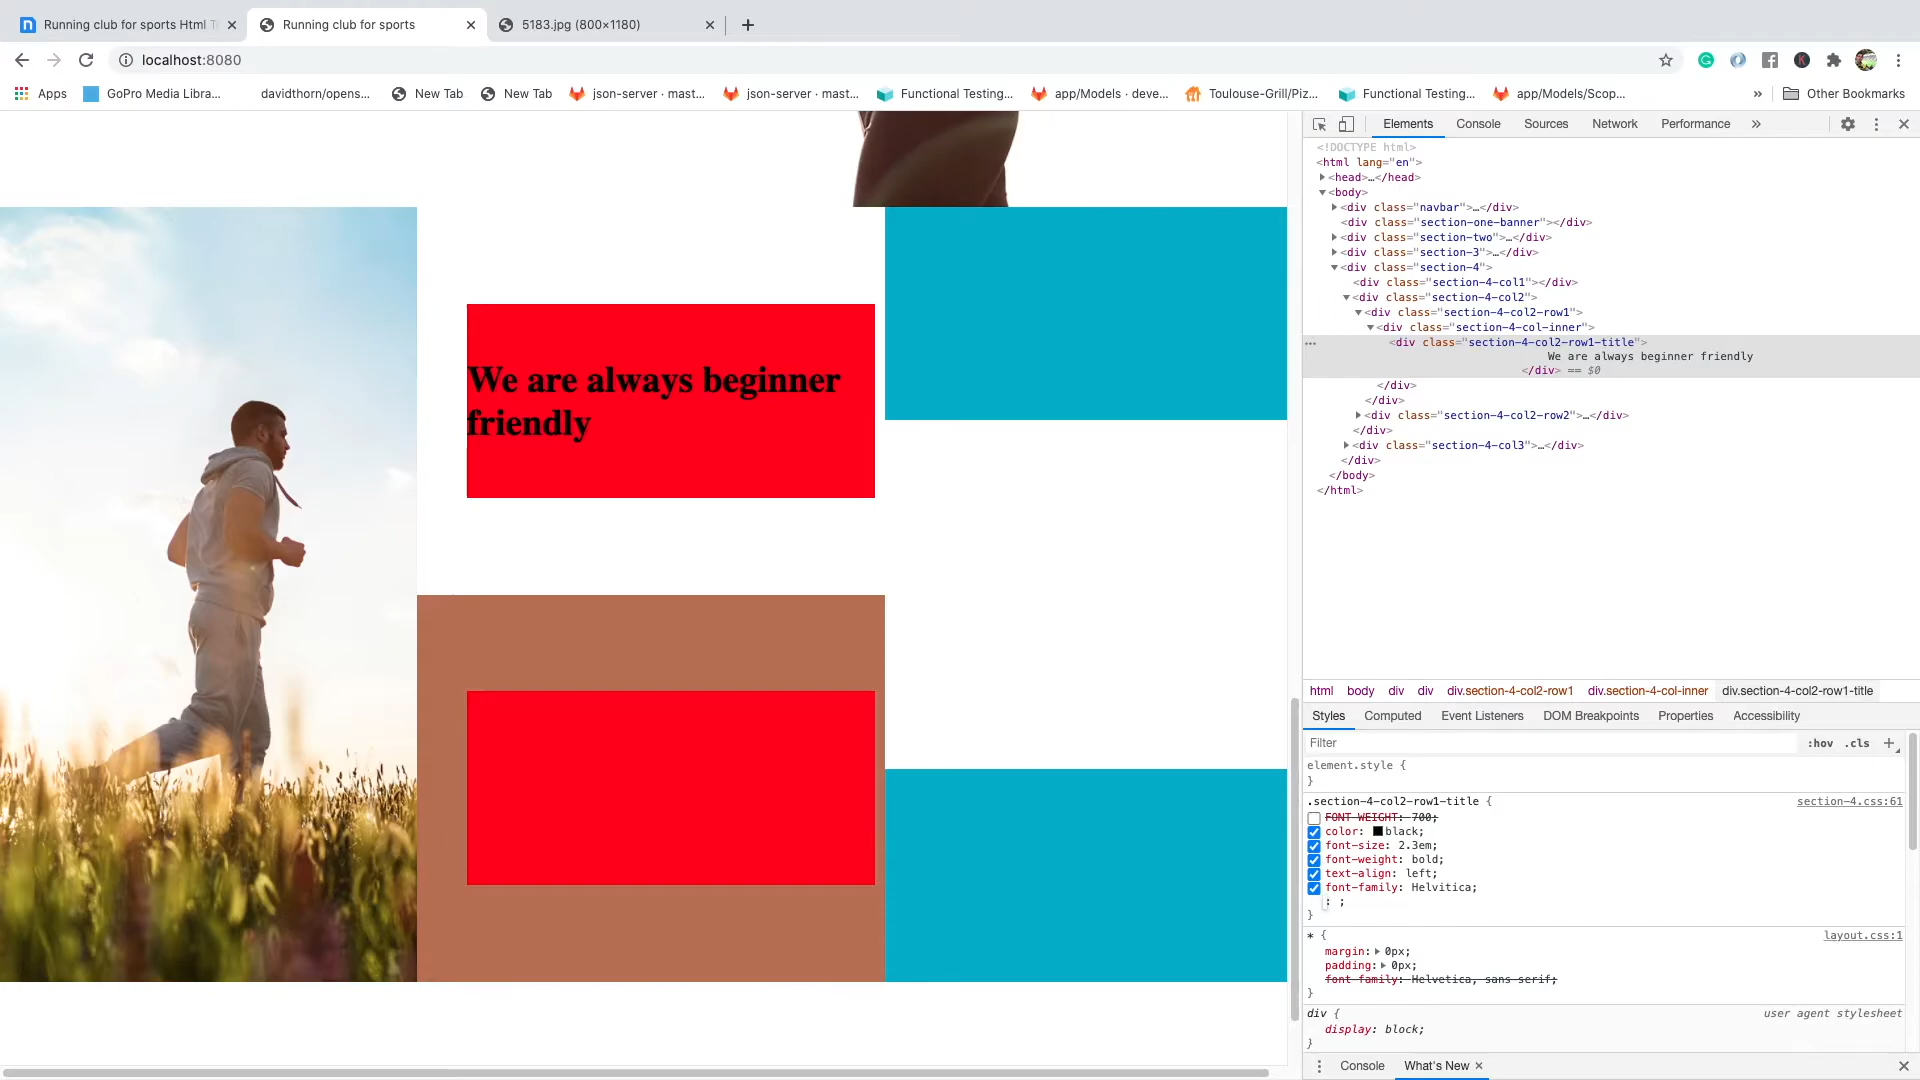 Running club for sports Html T
Running club for sports
5183.jpg (800×1180)
localhost:8080
Apps
GoPro Media Libra...
davidthorn/opens...
New Tab
New Tab
json-server · mast...
json-server · mast...
Functional Testing...
app/Models · deve...
Toulouse-Grill/Piz...
Functional Testing...
app/Models/Scop...
»
Other Bookmarks
We are always beginner
friendly
Elements Console Sources Network Performance »
<!DOCTYPE html>
<html lang="en">
<head>…</head>
<body>
<div class="navbar">…</div>
<div class="section-one-banner"></div>
<div class="section-two">…</div>
<div class="section-3">…</div>
<div class="section-4">
<div class="section-4-col1"></div>
<div class="section-4-col2">
<div class="section-4-col2-row1">
<div class="section-4-col-inner">
<div class="section-4-col2-row1-title">
We are always beginner friendly
</div> == $0
</div>
</div>
<div class="section-4-col2-row2">…</div>
</div>
<div class="section-4-col3">…</div>
</div>
</body>
</html>
html body div div div.section-4-col2-row1 div.section-4-col-inner div.section-4-col2-row1-title
Styles Computed Event Listeners DOM Breakpoints Properties Accessibility
Filter :hov .cls +
element.style {
}
.section-4-col2-row1-title { section-4.css:61
FONT-WEIGHT: 700;
color: black;
font-size: 2.3em;
font-weight: bold;
text-align: left;
font-family: Helvitica;
: ;
}
* { layout.css:1
margin: 0px;
padding: 0px;
font-family: Helvetica, sans-serif;
}
div { user agent stylesheet
display: block;
}
Console What's New